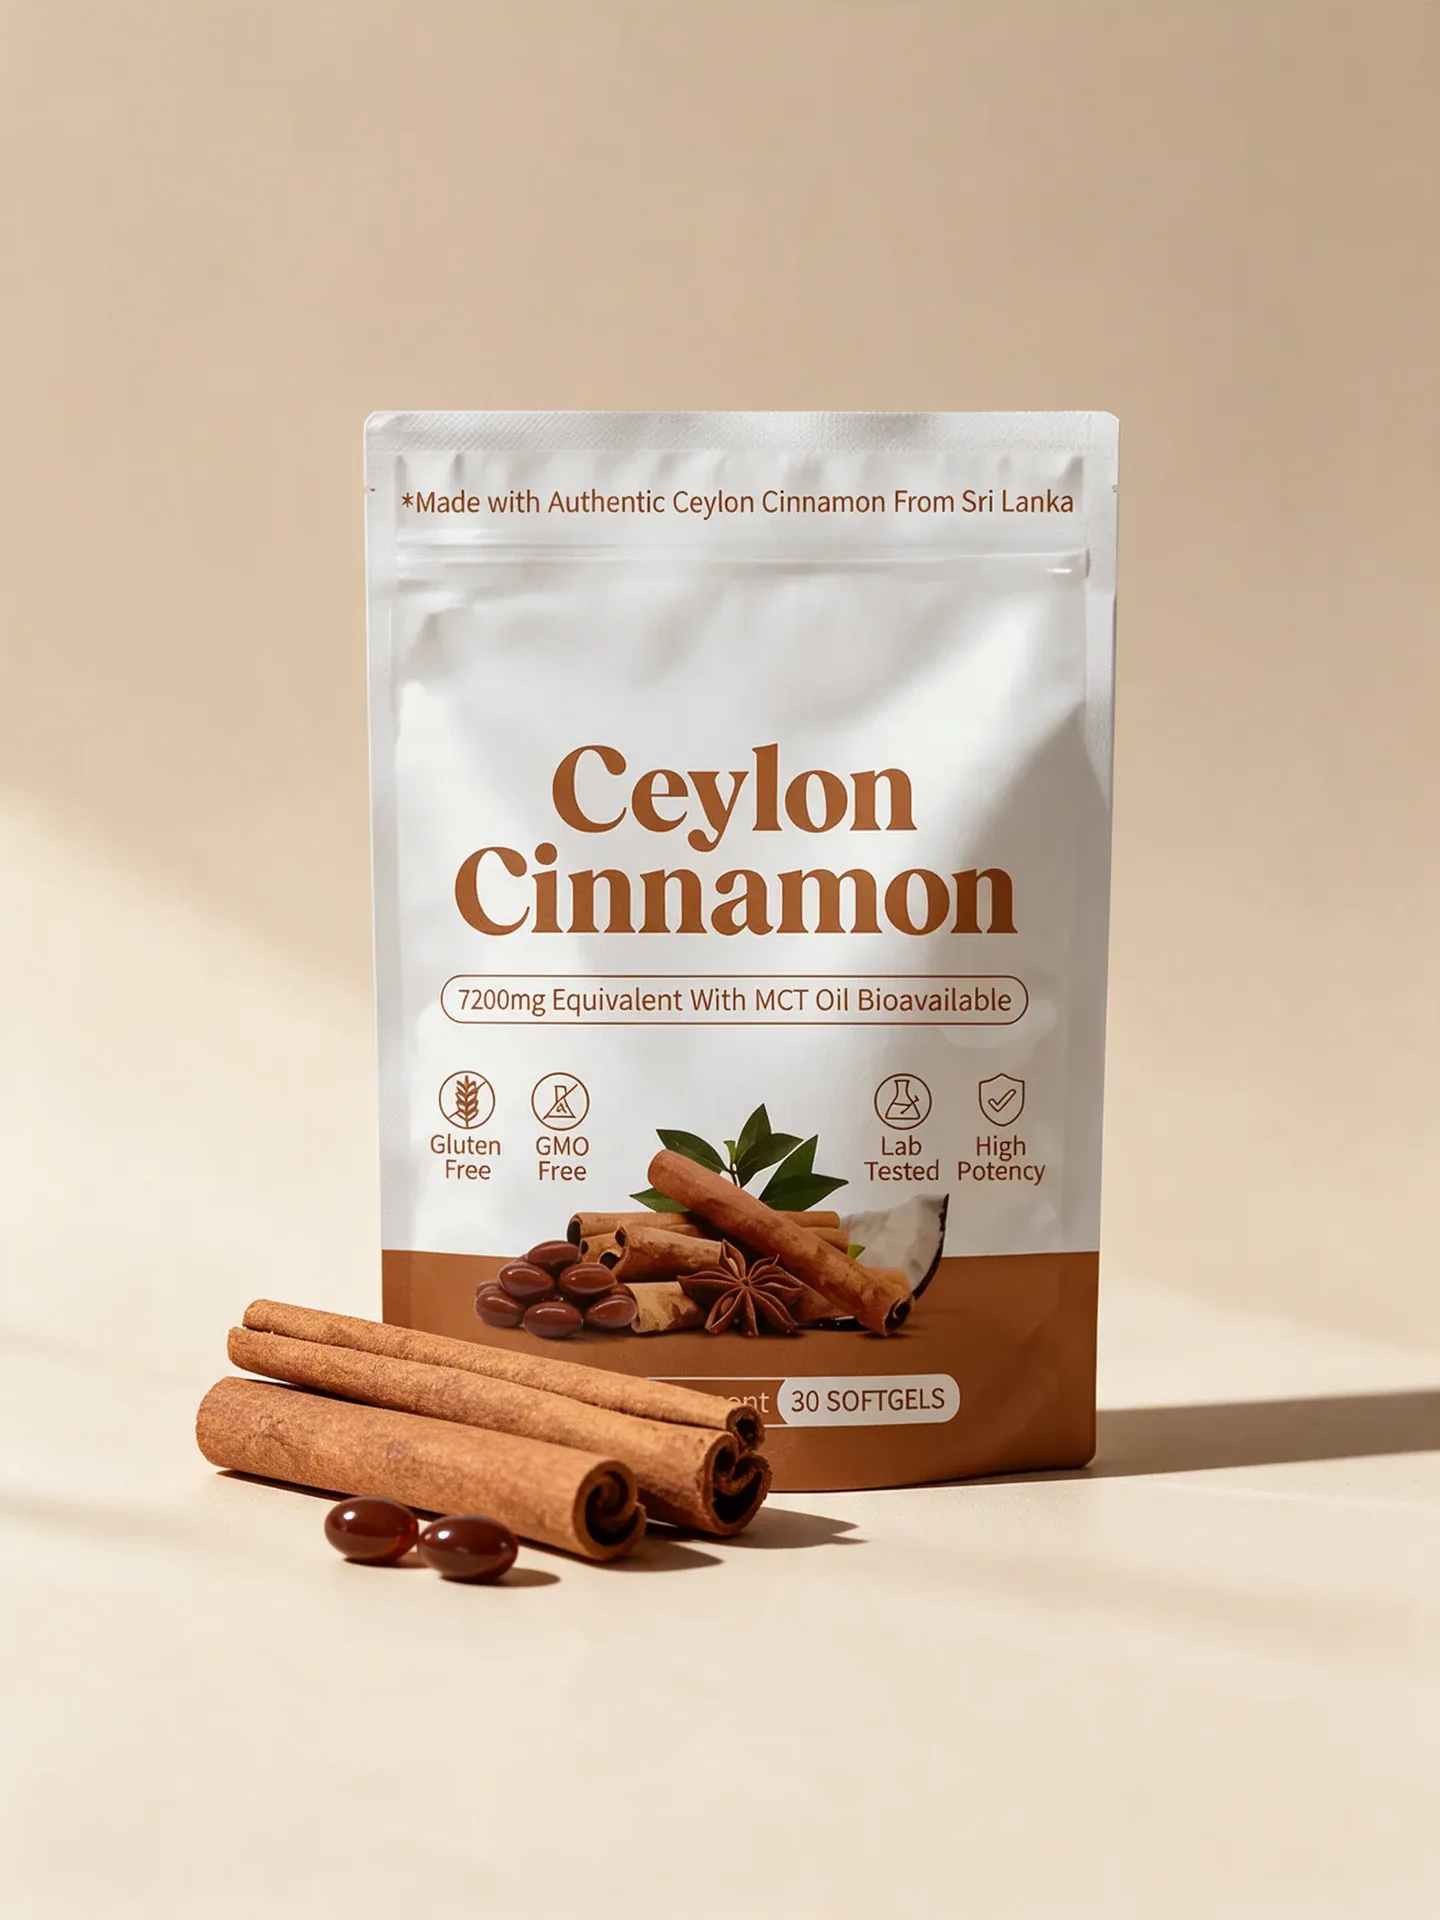 *Made with Authentic Ceylon Cinnamon From Sri Lanka
Ceylon
Cinnamon
7200mg Equivalent With MCT Oil Bioavailable
Gluten
Free
GMO
Free
Lab
Tested
High
Potency
30 SOFTGELS